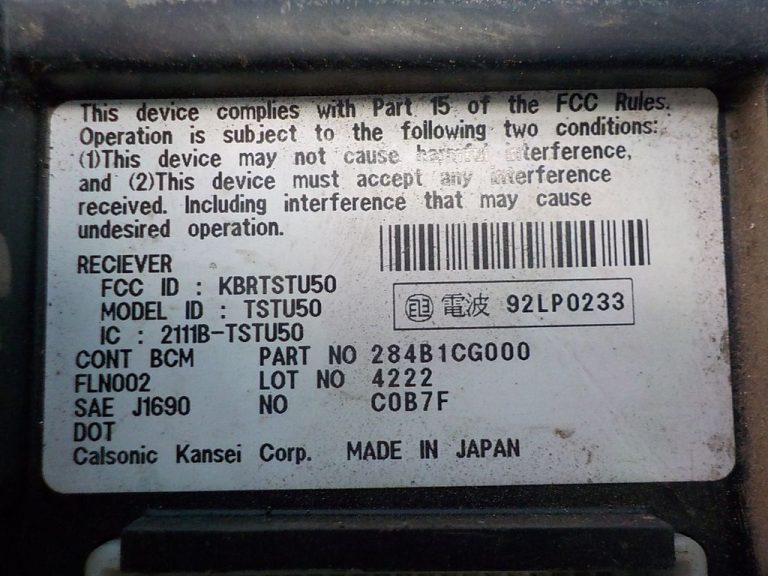 This device complies with Part 15 of the FCC Rules.
Operation is subject to the following two conditions:
(1)This device may not cause harmful interference,
and (2)This device must accept any interference
received. Including interference that may cause
undesired operation.
RECIEVER
FCC ID : KBRTSTU50
MODEL ID : TSTU50
IC : 2111B-TSTU50
電波 92LP0233
CONT BCM PART NO 284B1CG000
FLN002 LOT NO 4222
SAE J1690 NO C0B7F
DOT
Calsonic Kansei Corp. MADE IN JAPAN